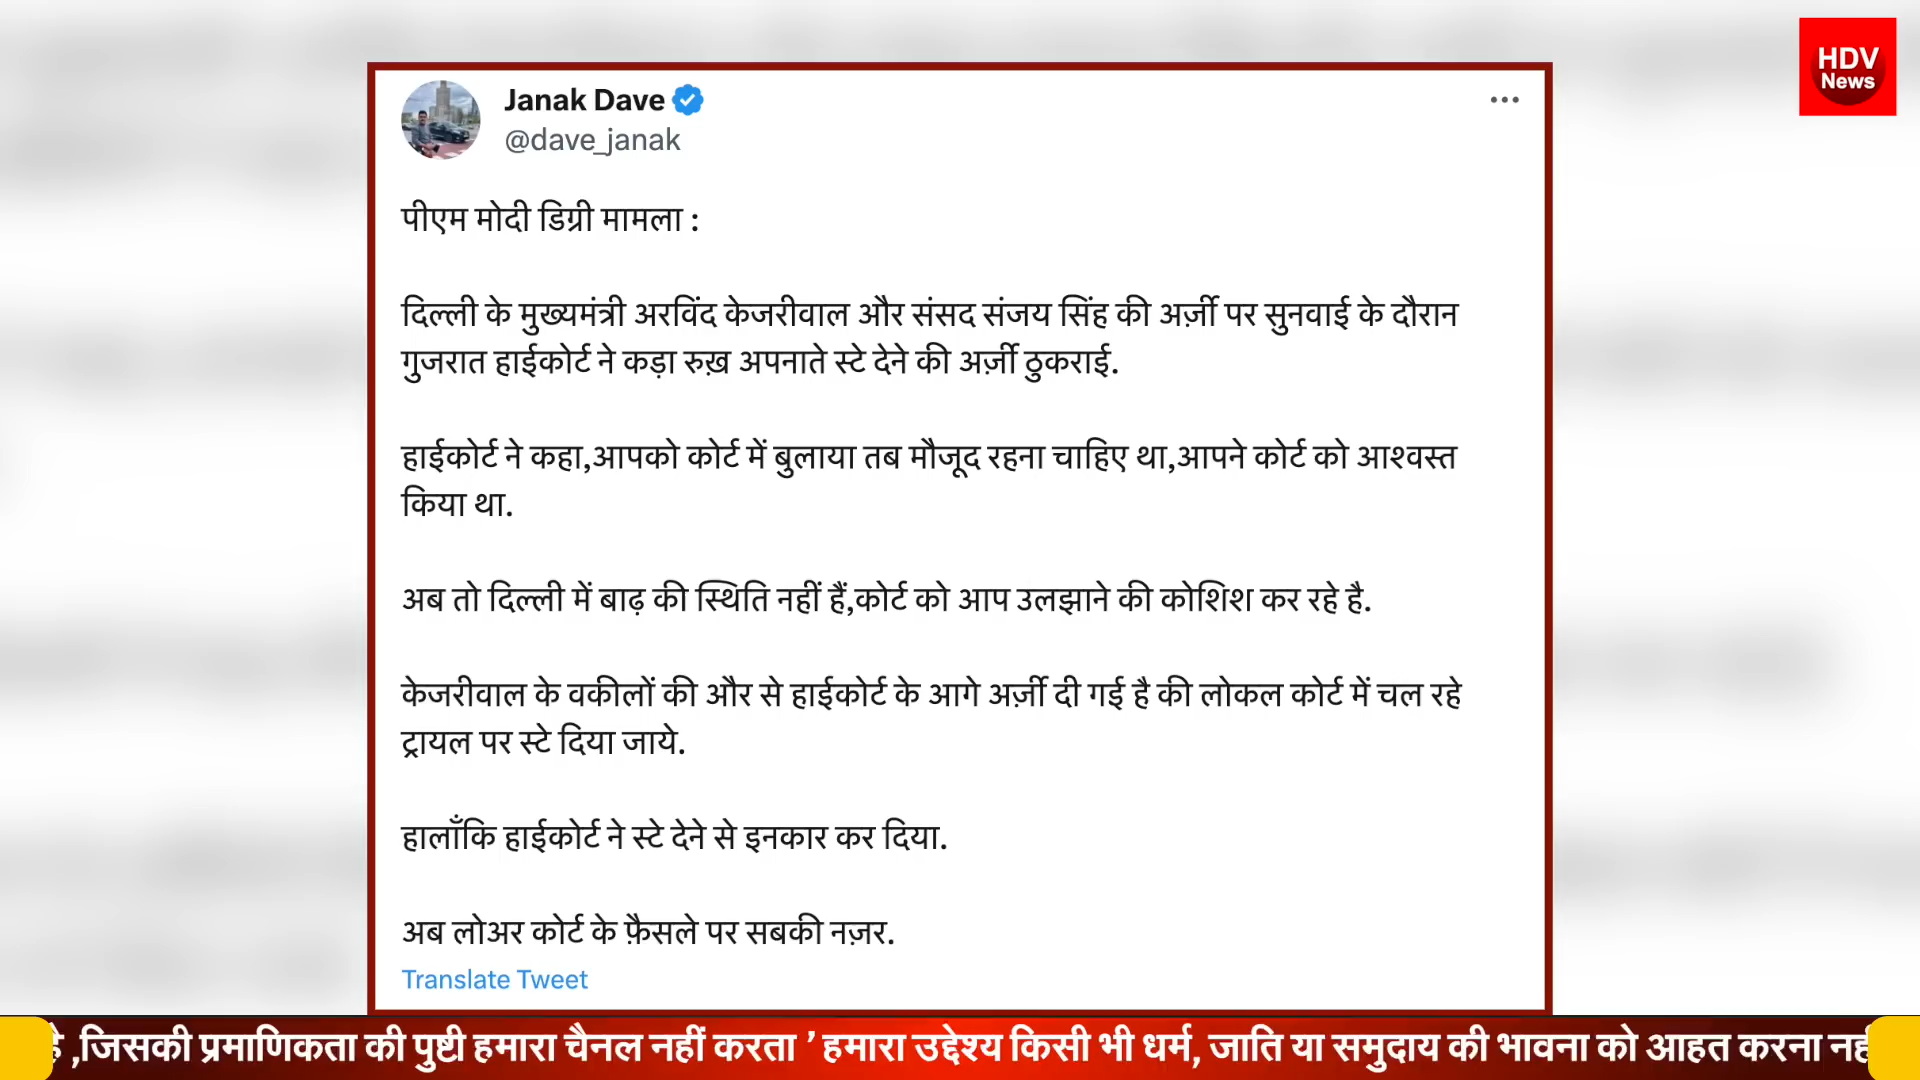 HDV
News
Janak Dave
@dave_janak
पीएम मोदी डिग्री मामला :
दिल्ली के मुख्यमंत्री अरविंद केजरीवाल और संसद संजय सिंह की अर्ज़ी पर सुनवाई के दौरान
गुजरात हाईकोर्ट ने कड़ा रुख़ अपनाते स्टे देने की अर्ज़ी ठुकराई.
हाईकोर्ट ने कहा,आपको कोर्ट में बुलाया तब मौजूद रहना चाहिए था,आपने कोर्ट को आश्वस्त
किया था.
अब तो दिल्ली में बाढ़ की स्थिति नहीं हैं,कोर्ट को आप उलझाने की कोशिश कर रहे है.
केजरीवाल के वकीलों की और से हाईकोर्ट के आगे अर्ज़ी दी गई है की लोकल कोर्ट में चल रहे
ट्रायल पर स्टे दिया जाये.
हालाँकि हाईकोर्ट ने स्टे देने से इनकार कर दिया.
अब लोअर कोर्ट के फ़ैसले पर सबकी नज़र.
Translate Tweet
है ,जिसकी प्रमाणिकता की पुष्टी हमारा चैनल नहीं करता ’ हमारा उद्देश्य किसी भी धर्म, जाति या समुदाय की भावना को आहत करना